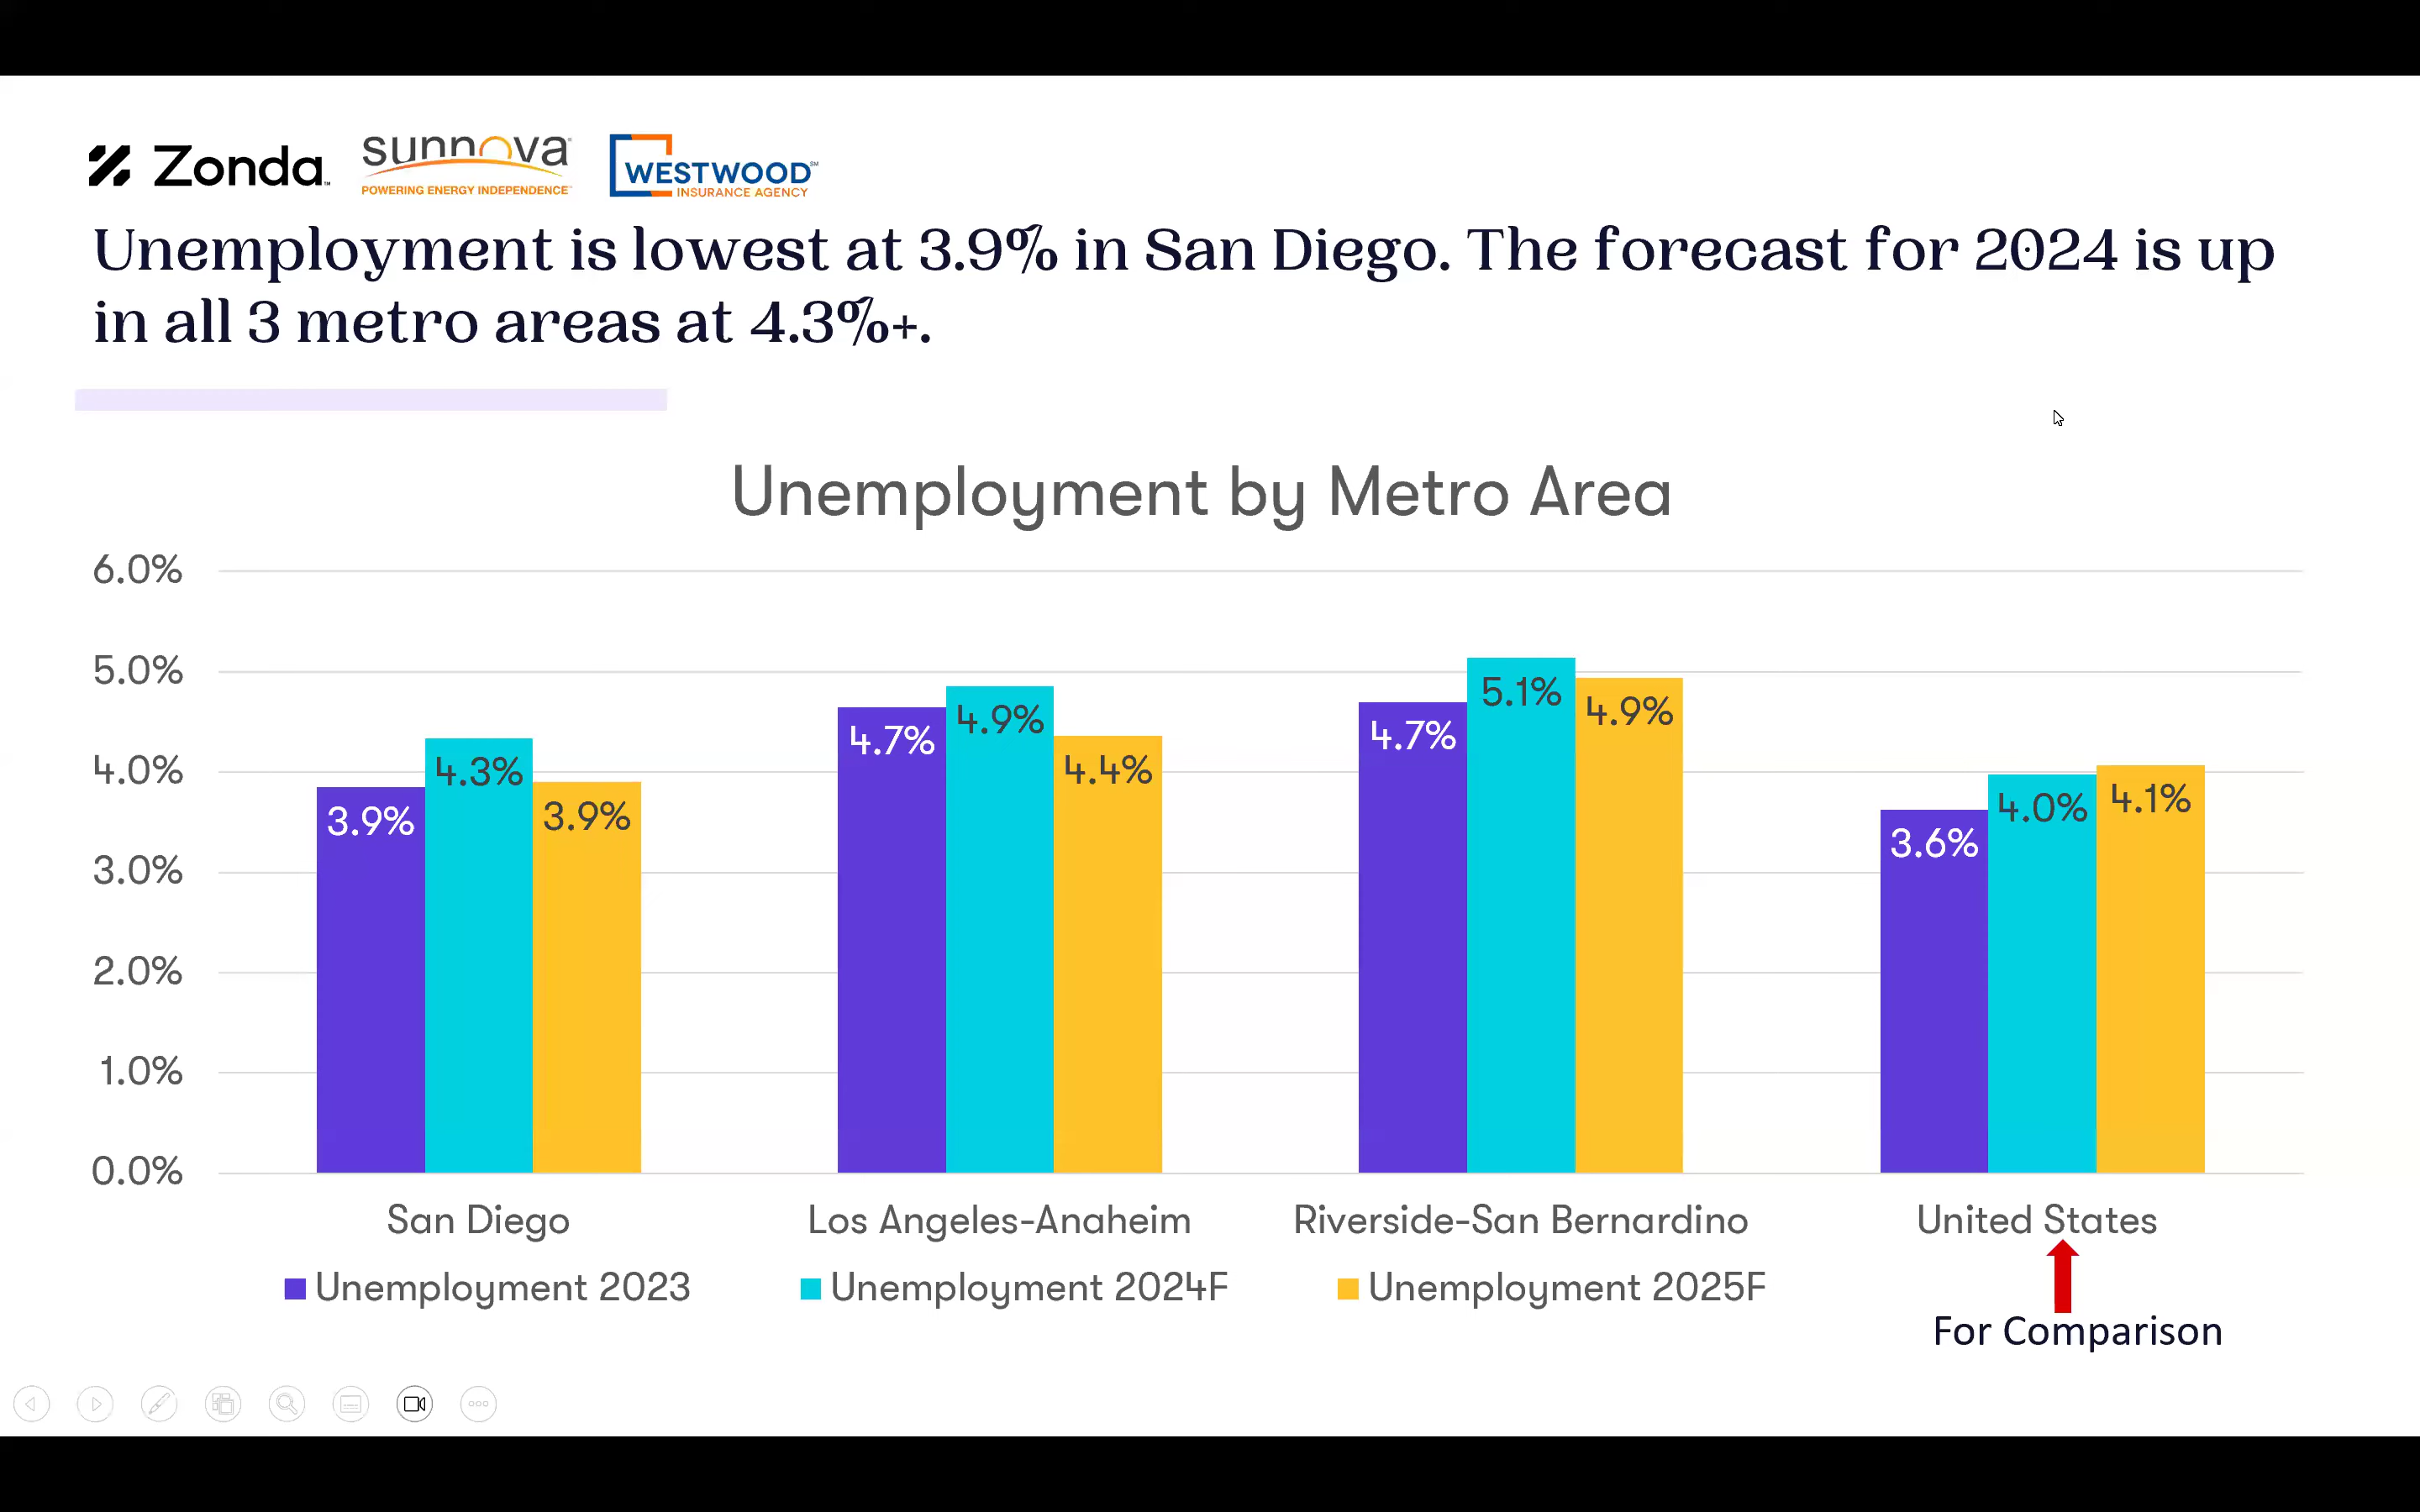 Zonda™
sunnova
POWERING ENERGY INDEPENDENCE
WESTWOOD SM
INSURANCE AGENCY
Unemployment is lowest at 3.9% in San Diego. The forecast for 2024 is up
in all 3 metro areas at 4.3%+.
Unemployment by Metro Area
6.0%
5.0%
4.0%
3.0%
2.0%
1.0%
0.0%
3.9% 4.3% 3.9%
4.7% 4.9% 4.4%
4.7% 5.1% 4.9%
3.6% 4.0% 4.1%
San Diego Los Angeles-Anaheim Riverside-San Bernardino United States
Unemployment 2023 Unemployment 2024F Unemployment 2025F
For Comparison